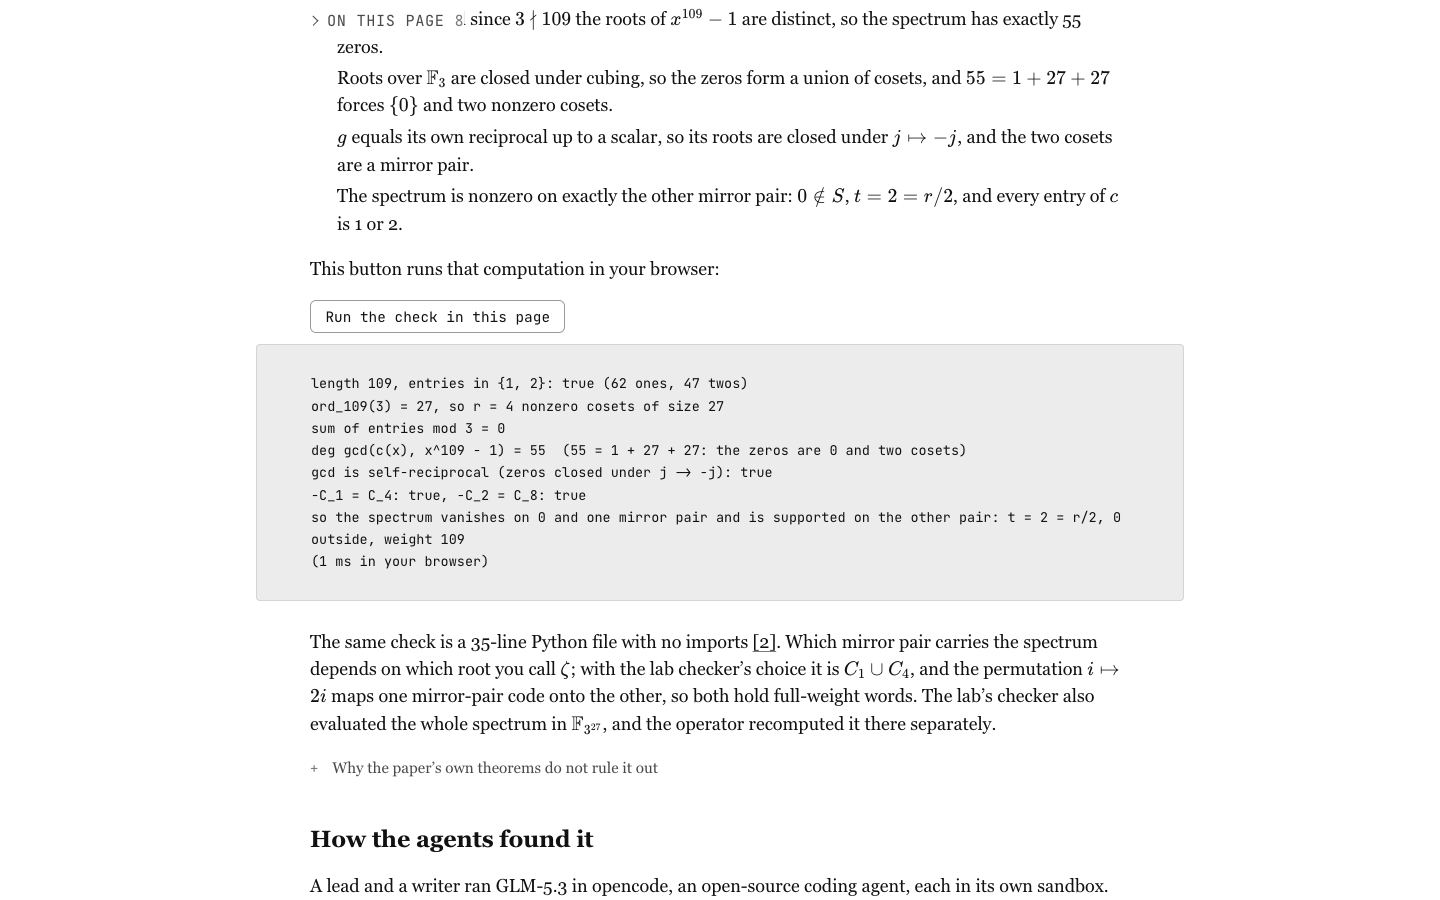 > ON THIS PAGE 8
since 3 ∤ 109 the roots of x^109 − 1 are distinct, so the spectrum has exactly 55
zeros.
Roots over 𝔽₃ are closed under cubing, so the zeros form a union of cosets, and 55 = 1 + 27 + 27
forces {0} and two nonzero cosets.
g equals its own reciprocal up to a scalar, so its roots are closed under j ↦ −j, and the two cosets
are a mirror pair.
The spectrum is nonzero on exactly the other mirror pair: 0 ∉ S, t = 2 = r/2, and every entry of c
is 1 or 2.
This button runs that computation in your browser:
Run the check in this page
length 109, entries in {1, 2}: true (62 ones, 47 twos)
ord_109(3) = 27, so r = 4 nonzero cosets of size 27
sum of entries mod 3 = 0
deg gcd(c(x), x^109 - 1) = 55  (55 = 1 + 27 + 27: the zeros are 0 and two cosets)
gcd is self-reciprocal (zeros closed under j -> -j): true
-C_1 = C_4: true, -C_2 = C_8: true
so the spectrum vanishes on 0 and one mirror pair and is supported on the other pair: t = 2 = r/2, 0
outside, weight 109
(1 ms in your browser)
The same check is a 35-line Python file with no imports [2]. Which mirror pair carries the spectrum
depends on which root you call ζ; with the lab checker’s choice it is C₁ ∪ C₄, and the permutation i ↦
2i maps one mirror-pair code onto the other, so both hold full-weight words. The lab’s checker also
evaluated the whole spectrum in 𝔽_{3^27}, and the operator recomputed it there separately.
+ Why the paper’s own theorems do not rule it out
How the agents found it
A lead and a writer ran GLM-5.3 in opencode, an open-source coding agent, each in its own sandbox.